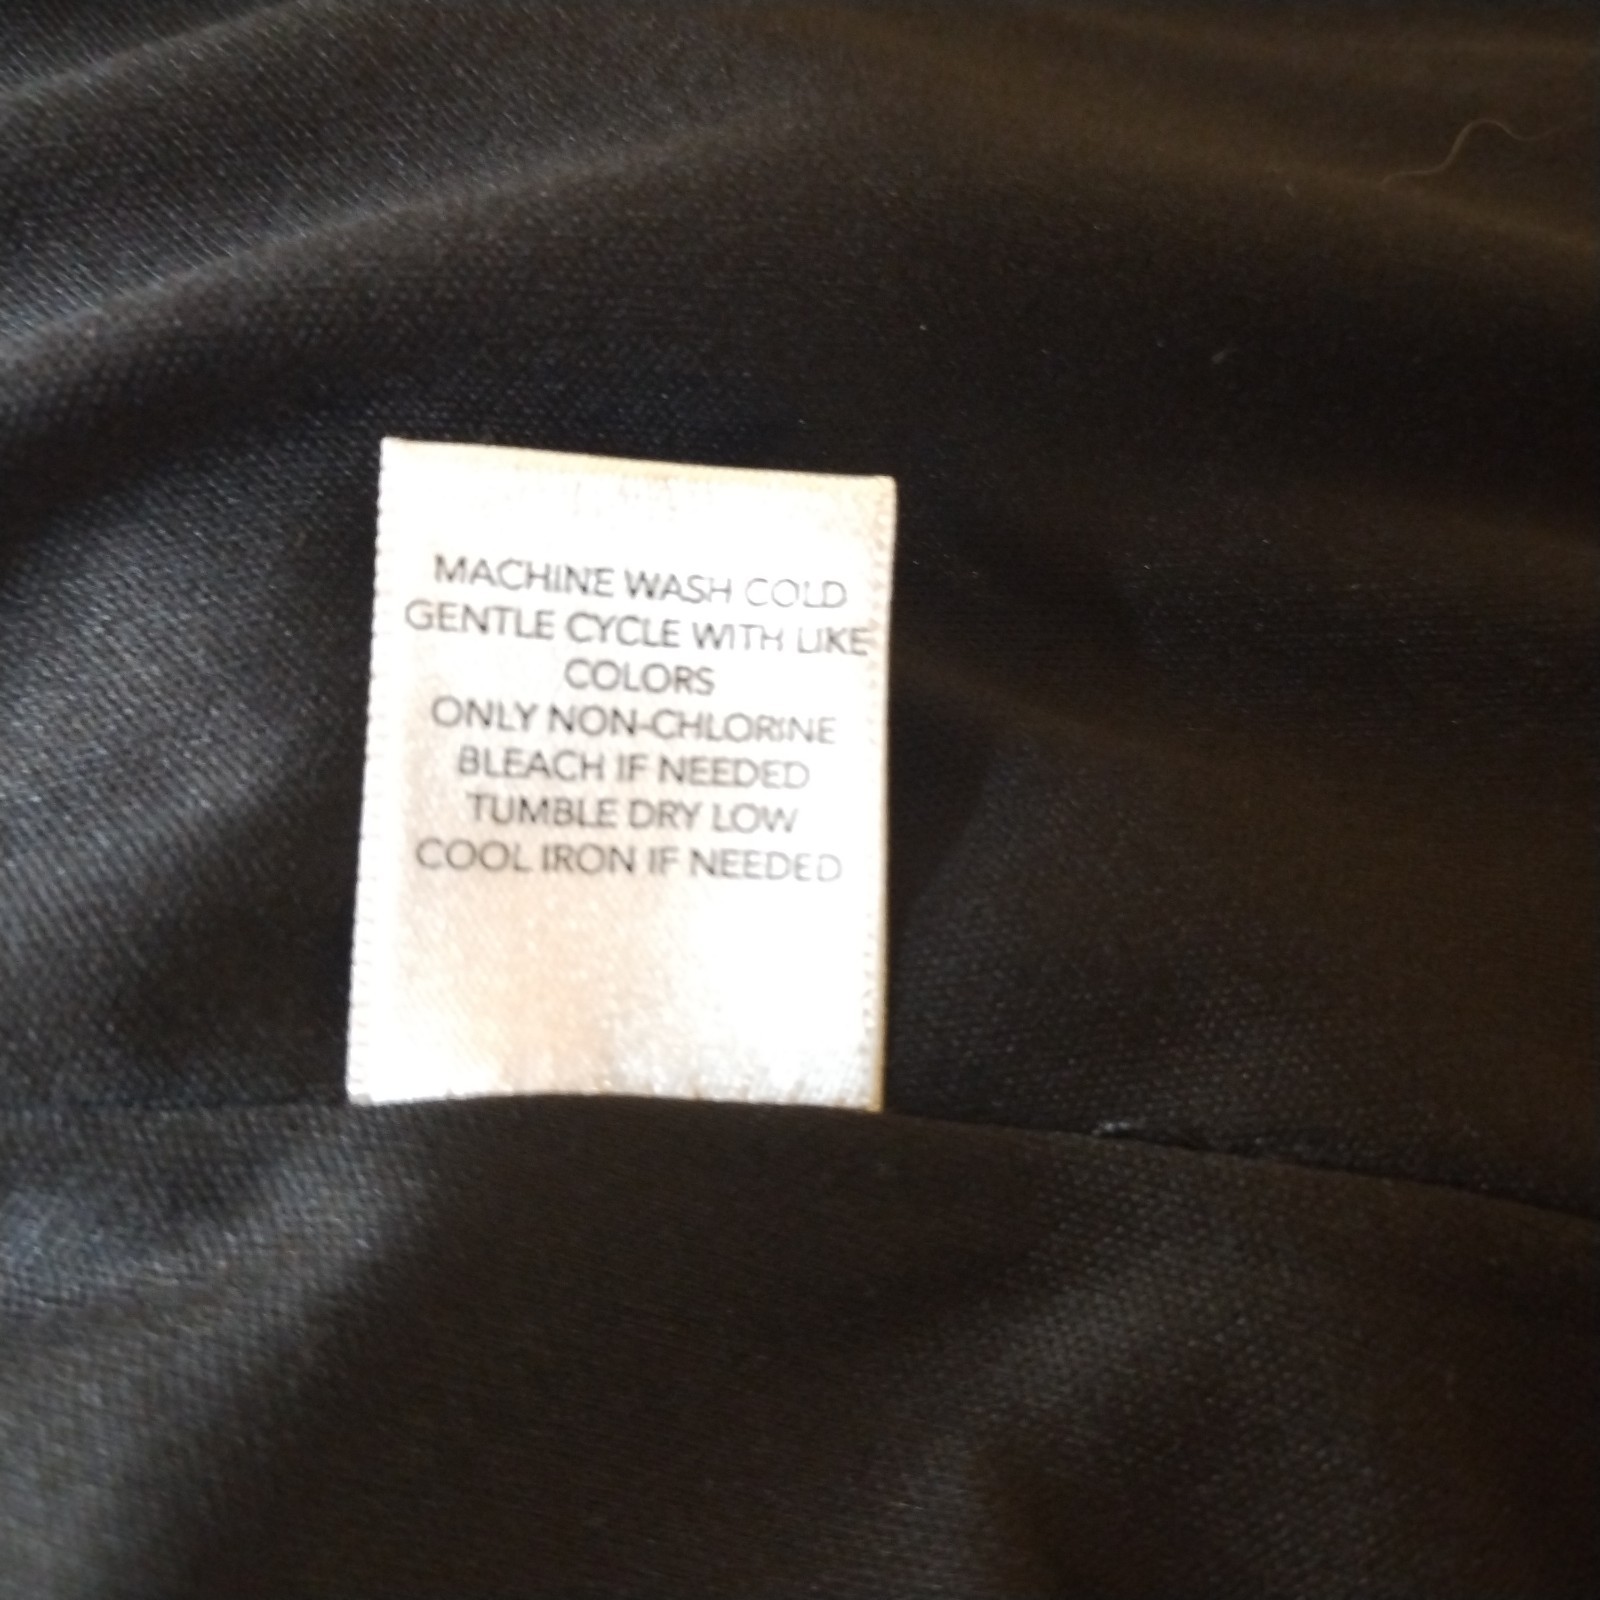 MACHINE WASH COLD
GENTLE CYCLE WITH LIKE
COLORS
ONLY NON-CHLORINE
BLEACH IF NEEDED
TUMBLE DRY LOW
COOL IRON IF NEEDED